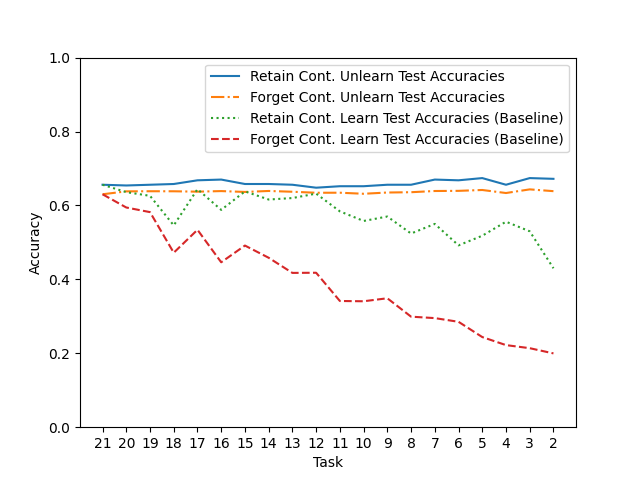 1.0
0.8
0.6
0.4
0.2
0.0
Accuracy
Retain Cont. Unlearn Test Accuracies
Forget Cont. Unlearn Test Accuracies
Retain Cont. Learn Test Accuracies (Baseline)
Forget Cont. Learn Test Accuracies (Baseline)
21 20 19 18 17 16 15 14 13 12 11 10 9 8 7 6 5 4 3 2
Task